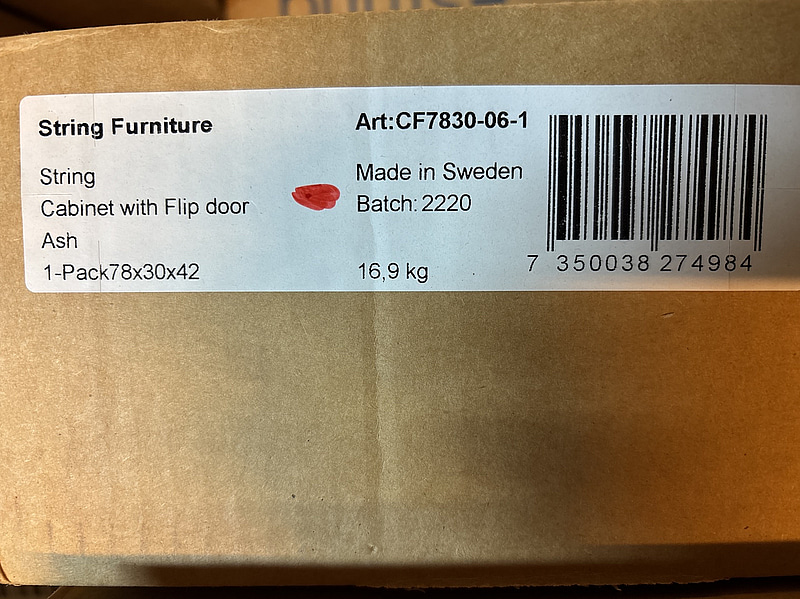 String Furniture
String
Cabinet with Flip door
Ash
1-Pack78x30x42
Art:CF7830-06-1
Made in Sweden
Batch: 2220
16,9 kg
7 350038 274984